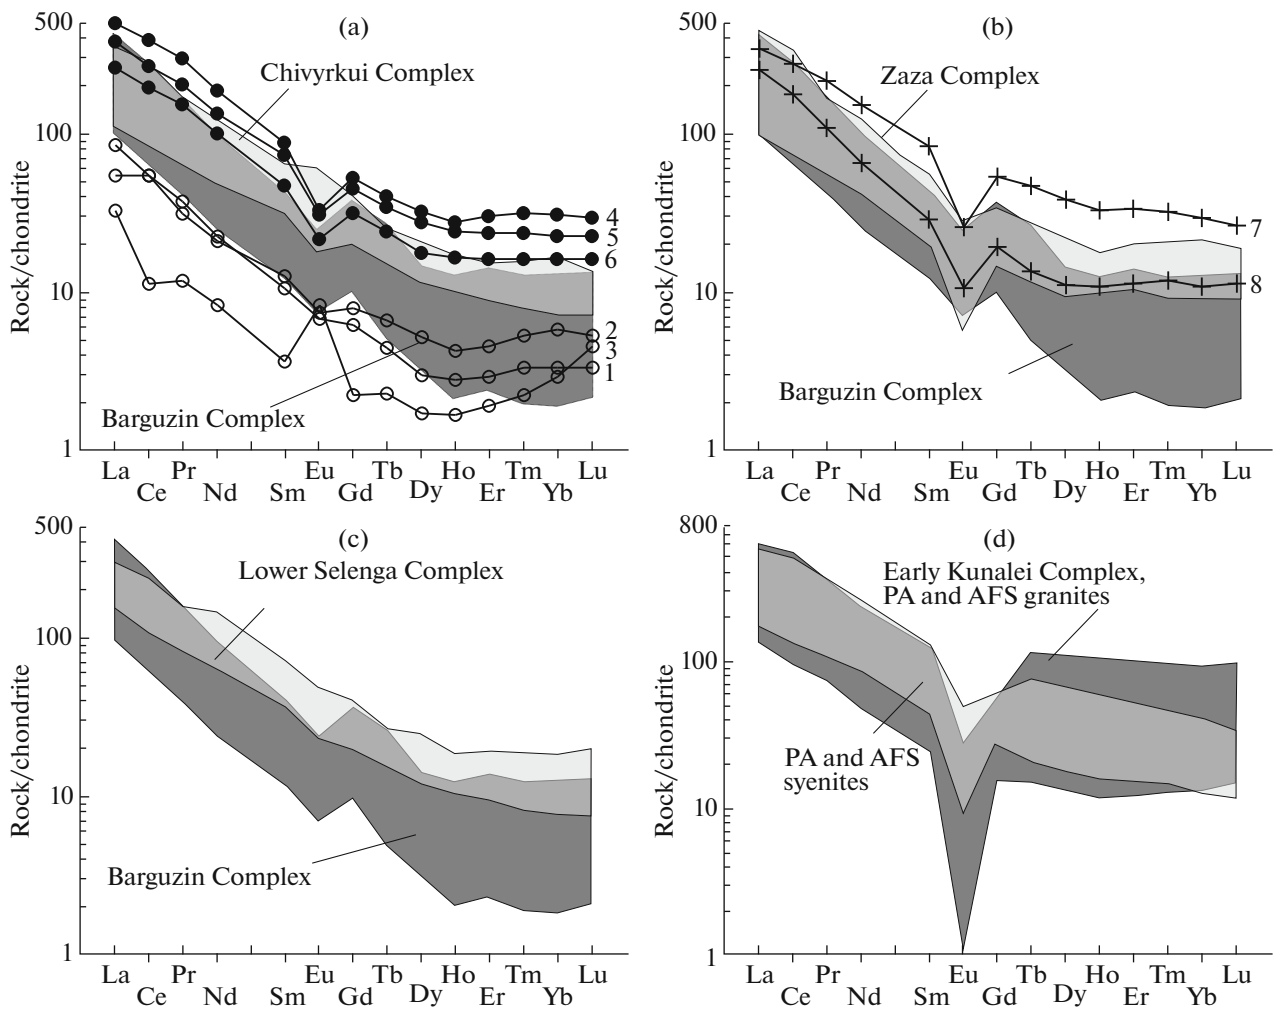 (a)
500
100
10
1
Rock/chondrite
Chivyrkui Complex
Barguzin Complex
4
5
6
2
3
1
La Ce Pr Nd Sm Eu Gd Tb Dy Ho Er Tm Yb Lu
(b)
500
100
10
1
Rock/chondrite
Zaza Complex
Barguzin Complex
7
8
La Ce Pr Nd Sm Eu Gd Tb Dy Ho Er Tm Yb Lu
(c)
500
100
10
1
Rock/chondrite
Lower Selenga Complex
Barguzin Complex
La Ce Pr Nd Sm Eu Gd Tb Dy Ho Er Tm Yb Lu
(d)
800
100
10
1
Rock/chondrite
Early Kunalei Complex,
PA and AFS granites
PA and AFS
syenites
La Ce Pr Nd Sm Eu Gd Tb Dy Ho Er Tm Yb Lu